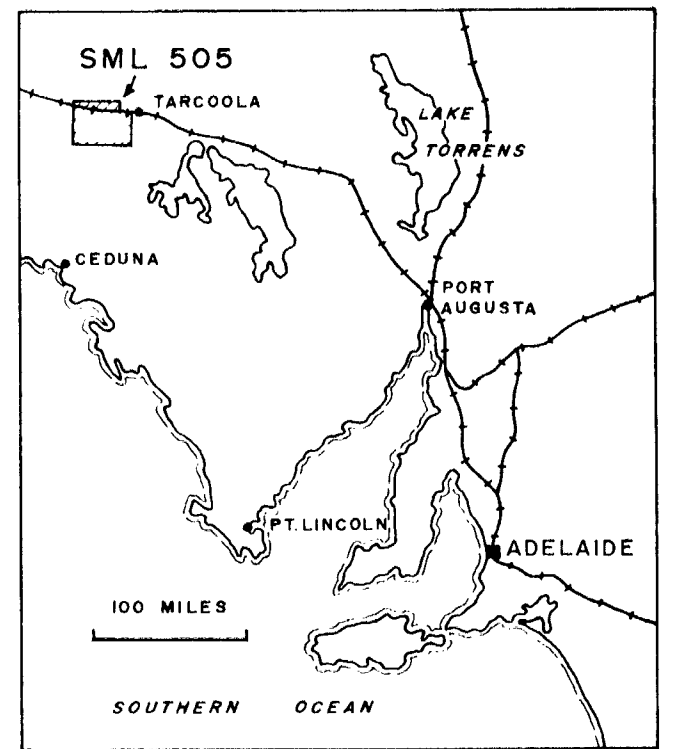 SML 505
TARCOOLA
LAKE
TORRENS
CEDUNA
PORT
AUGUSTA
PT. LINCOLN
ADELAIDE
100 MILES
SOUTHERN OCEAN